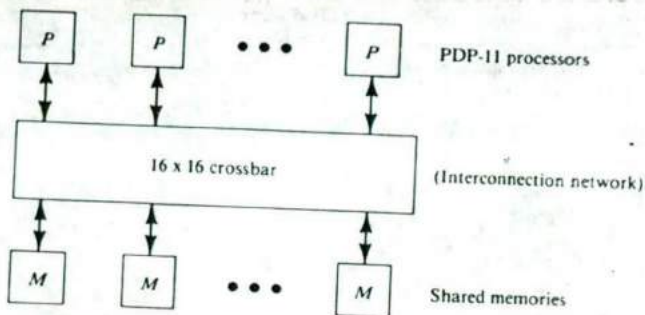 P P ••• P PDP-11 processors
16 x 16 crossbar (Interconnection network)
M M ••• M Shared memories